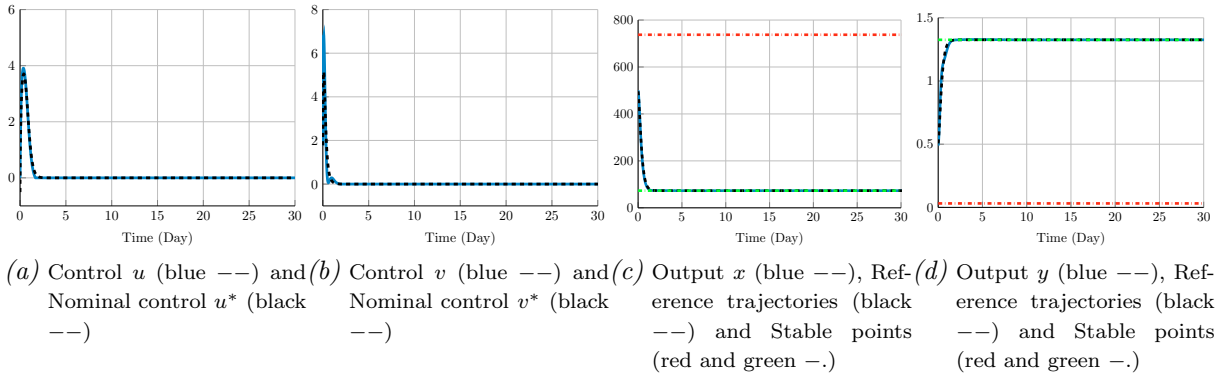 6
4
2
0
0 5 10 15 20 25 30
Time (Day)
8
6
4
2
0
0 5 10 15 20 25 30
Time (Day)
800
600
400
200
0
0 5 10 15 20 25 30
Time (Day)
1.5
1
0.5
0
0 5 10 15 20 25 30
Time (Day)
(a) Control u (blue −−) and
Nominal control u* (black
−−)
(b) Control v (blue −−) and
Nominal control v* (black
−−)
(c) Output x (blue −−), Ref-
erence trajectories (black
−−) and Stable points
(red and green −.)
(d) Output y (blue −−), Ref-
erence trajectories (black
−−) and Stable points
(red and green −.)